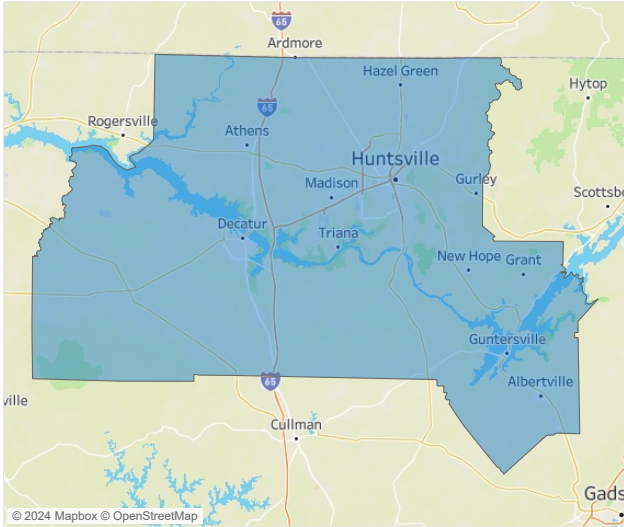 65
Ardmore
Hazel Green
Hytop
65
Rogersville
Athens
Huntsville
Madison
Gurley
Scottsbo
Decatur
Triana
New Hope
Grant
Guntersville
65
Albertville
ville
Cullman
Gads
© 2024 Mapbox © OpenStreetMap